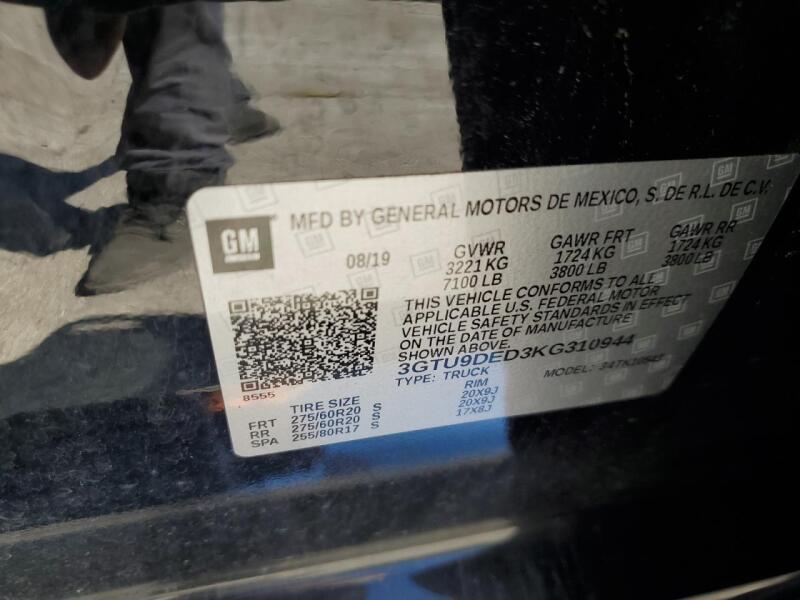 GM
MFD BY GENERAL MOTORS DE MEXICO, S. DE R.L. DE C.V.
08/19 GVWR GAWR FRT GAWR RR
3221 KG 1724 KG 1724 KG
7100 LB 3800 LB 3800 LB
THIS VEHICLE CONFORMS TO ALL
APPLICABLE U.S. FEDERAL MOTOR
VEHICLE SAFETY STANDARDS IN EFFECT
ON THE DATE OF MANUFACTURE
SHOWN ABOVE.
3GTU9DED3KG310944
TYPE: TRUCK MODEL: 34TK10543
8555
TIRE SIZE RIM
FRT 275/60R20 S 20X9J
RR 275/60R20 S 20X9J
SPA 255/80R17 S 17X8J